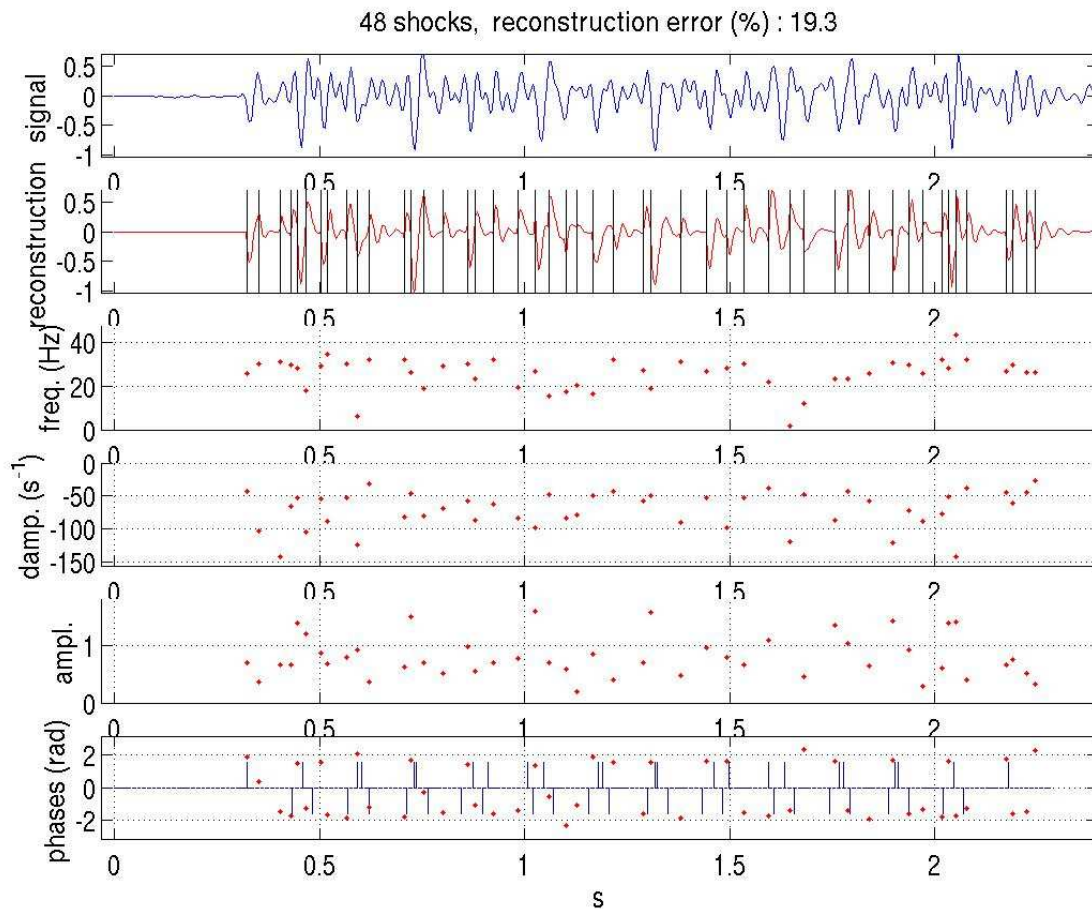 48 shocks, reconstruction error (%) : 19.3
signal
0.5
0
-0.5
-1
0 0.5 1 1.5 2
reconstruction
0.5
0
-0.5
-1
0 0.5 1 1.5 2
freq. (Hz)
40
20
0
0 0.5 1 1.5 2
damp. (s⁻¹)
0
-50
-100
-150
0 0.5 1 1.5 2
ampl.
1
0
0 0.5 1 1.5 2
phases (rad)
2
0
-2
0 0.5 1 1.5 2
s